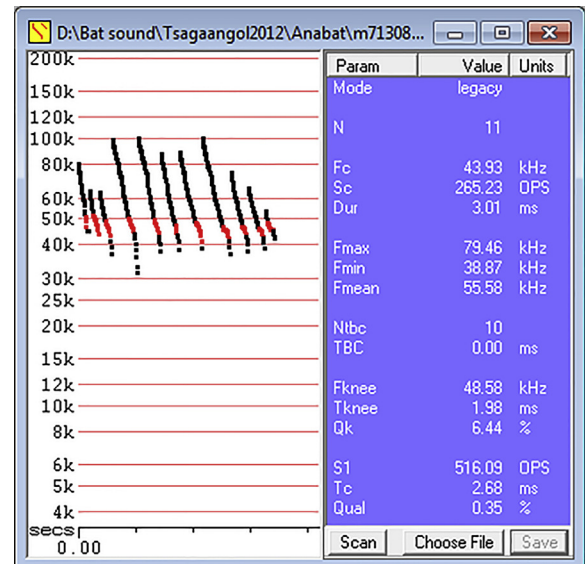 D:\Bat sound\Tsagaangol2012\Anabat\m71308...
200k
150k
120k
100k
80k
60k
50k
40k
30k
25k
20k
15k
12k
10k
8k
6k
5k
4k
secs
0.00
Param Value Units
Mode legacy
N 11
Fc 43.93 kHz
Sc 265.23 OPS
Dur 3.01 ms
Fmax 79.46 kHz
Fmin 38.87 kHz
Fmean 55.58 kHz
Ntbc 10
TBC 0.00 ms
Fknee 48.58 kHz
Tknee 1.98 ms
Qk 6.44 %
S1 516.09 OPS
Tc 2.68 ms
Qual 0.35 %
Scan Choose File Save